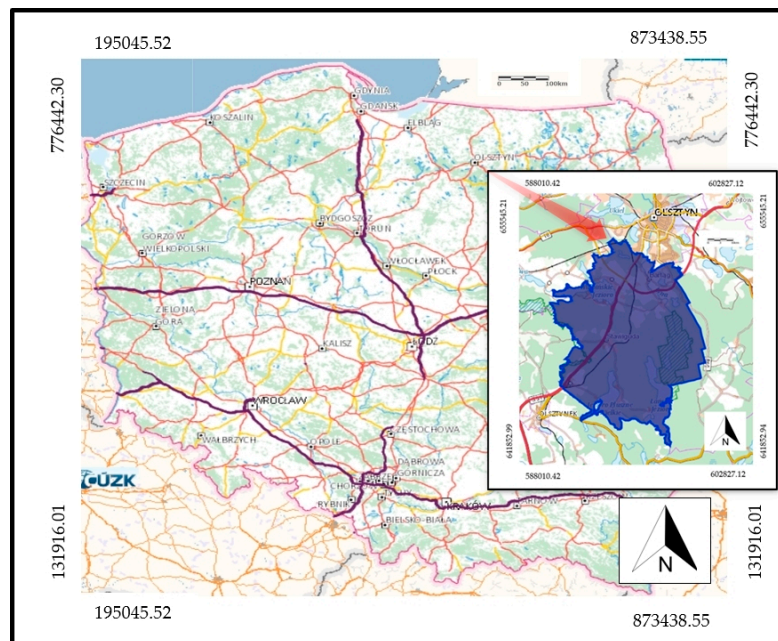 195045.52
873438.55
776442.30
776442.30
0 50 100km
GDYNIA
GDAŃSK
KOSZALIN
ELBLĄG
OLSZTYN
SZCZECIN
BYDGOSZCZ
TORUŃ
GORZÓW
WIELKOPOLSKI
WŁOCŁAWEK
PŁOCK
POZNAŃ
ZIELONA
GÓRA
KALISZ
ŁÓDŹ
WROCŁAW
WAŁBRZYCH
OPOLE
CZĘSTOCHOWA
DĄBROWA
GÓRNICZA
RYBNIK
KRAKÓW
BIELSKO-BIAŁA
ÚZK
588010.42
602827.12
655545.21
655545.21
OLSZTYN
OLSZTYNEK
641852.99
641852.94
588010.42
602827.12
N
N
131916.01
131916.01
195045.52
873438.55